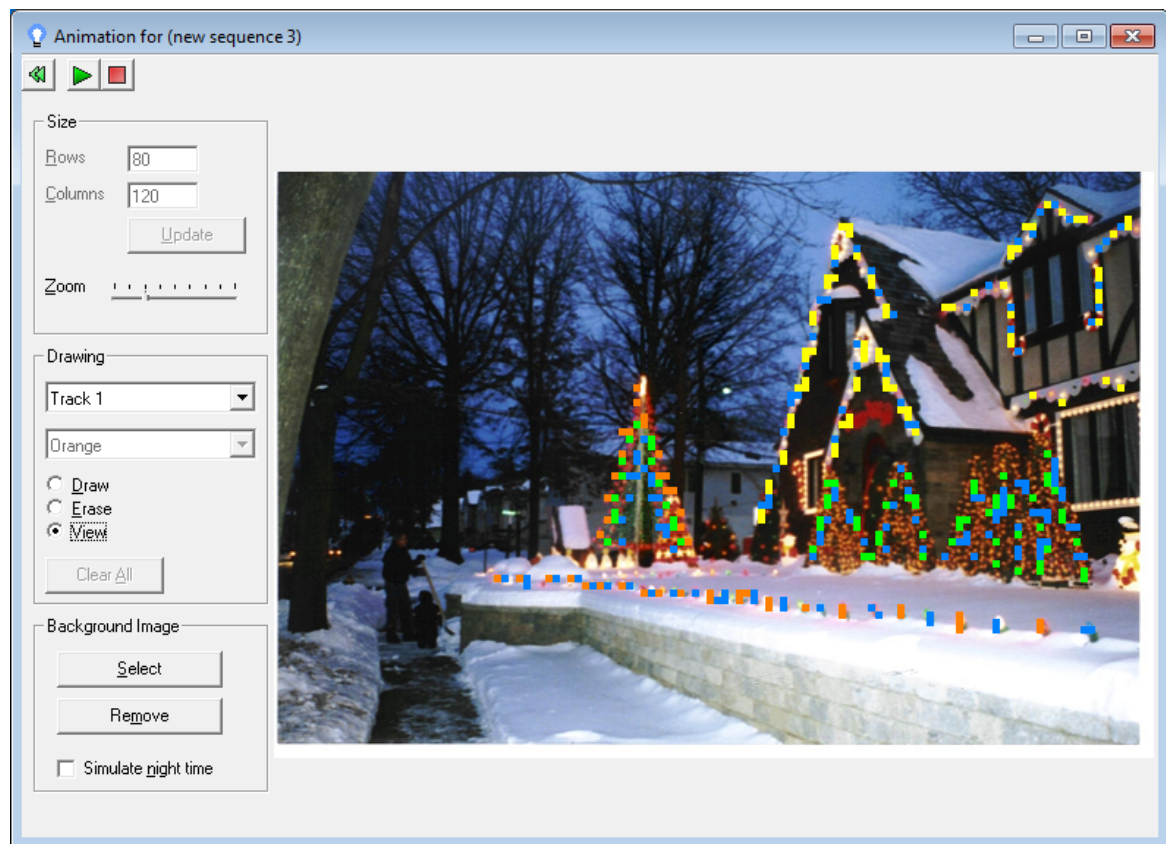 Animation for (new sequence 3)
Size
Rows 80
Columns 120
Update
Zoom
Drawing
Track 1
Orange
Draw
Erase
View
Clear All
Background Image
Select
Remove
Simulate night time